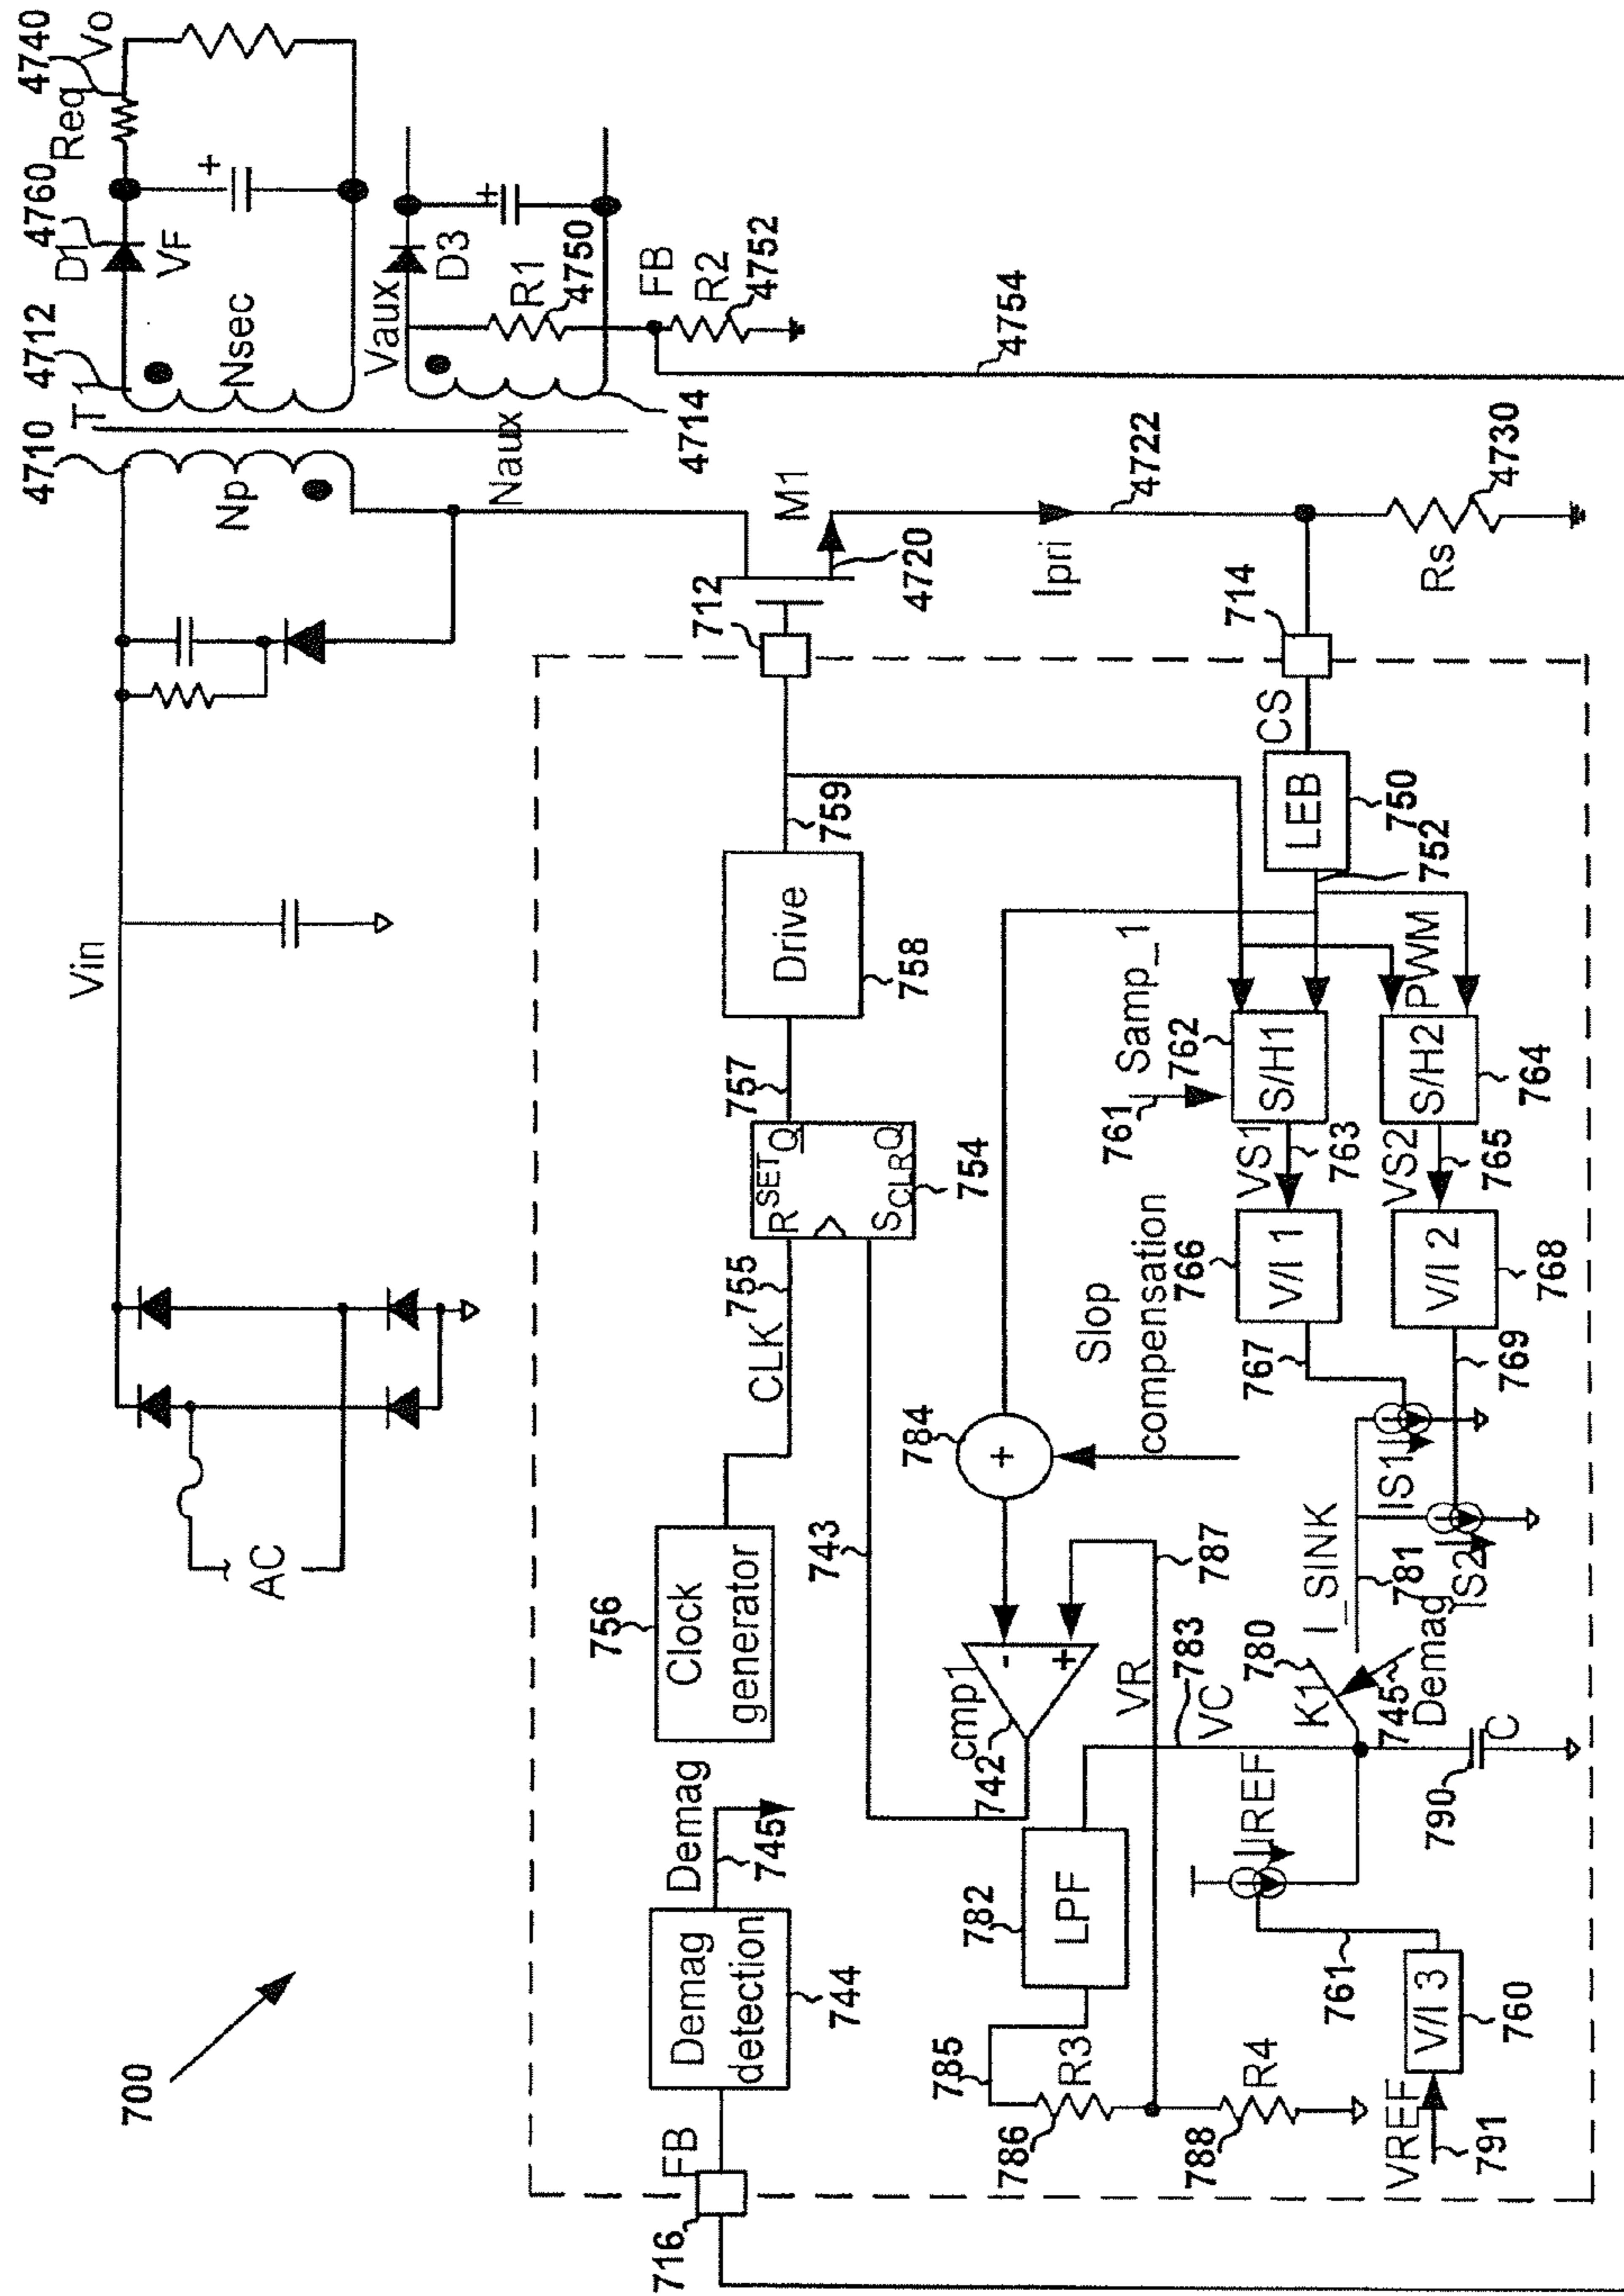 700
AC
Vin
4710
T1
4712
Np
Nsec
D1
4760
VF
Req
4740
Vo
Naux
Vaux
4714
D3
R1
4750
FB
R2
4752
4754
M1
4720
712
Ipri
4722
714
Rs
4730
716
FB
Demag
detection
744
Demag
745
756
Clock
generator
CLK
755
R
SET
Q
S
CLR
Q
754
757
Drive
758
759
743
cmp1
-
+
742
784
+
Slop
compensation
CS
LEB
750
752
761
Samp_1
762
S/H1
PWM
S/H2
764
VS1
763
VS2
765
766
V/I 1
V/I 2
768
767
769
IS1
IS2
I_SINK
781
K1
780
745
Demag
VR
787
VC
783
782
LPF
785
R3
786
R4
788
IREF
790
C
761
V/I 3
760
VREF
791